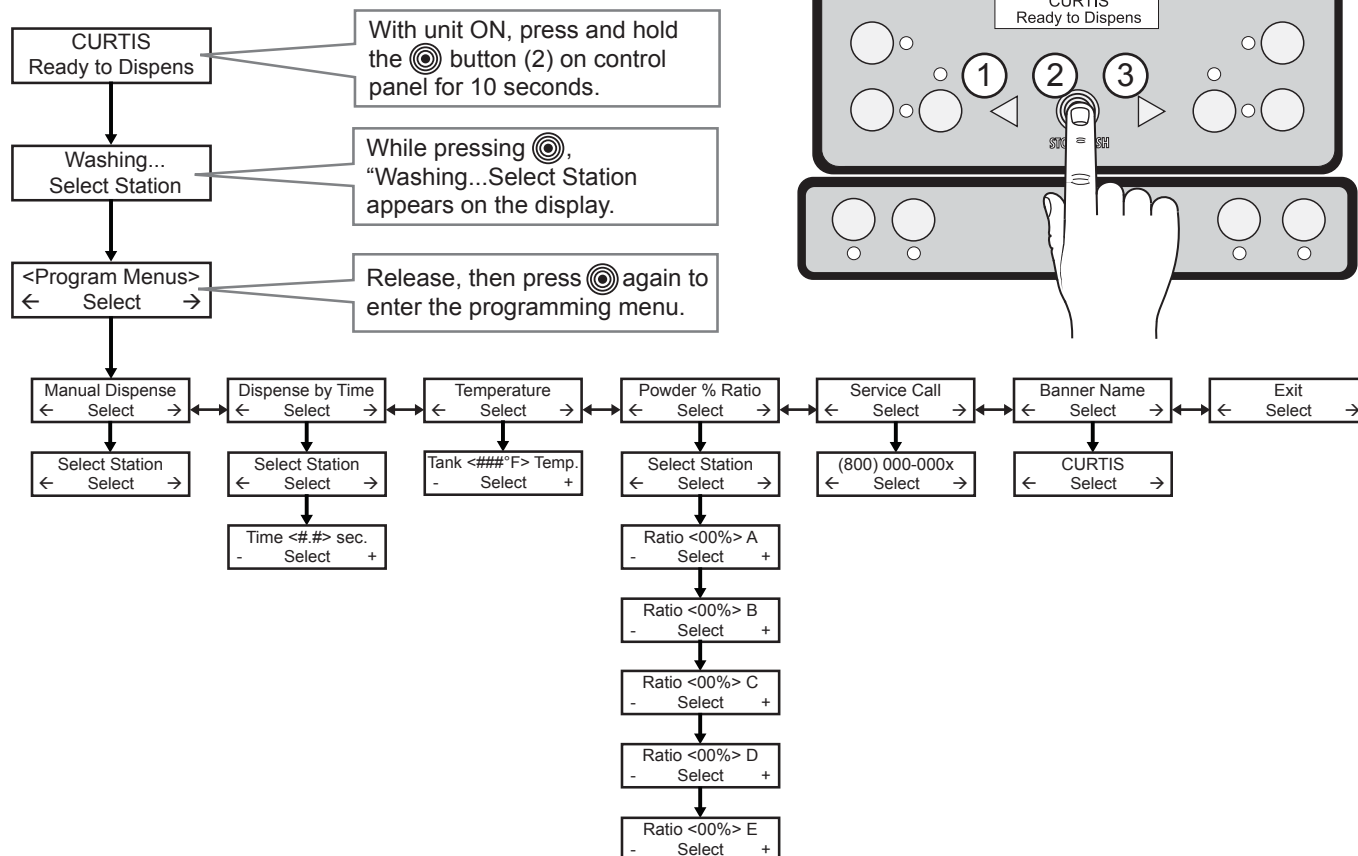 CURTIS
Ready to Dispens
With unit ON, press and hold
the button (2) on control
panel for 10 seconds.
Washing...
Select Station
While pressing ,
“Washing...Select Station
appears on the display.
<Program Menus>
← Select →
Release, then press again to
enter the programming menu.
CURTIS
Ready to Dispens
1 2 3
Manual Dispense
← Select →
Select Station
← Select →
Dispense by Time
← Select →
Select Station
← Select →
Time <#.#> sec.
- Select +
Temperature
← Select →
Tank <###°F> Temp.
- Select +
Powder % Ratio
← Select →
Select Station
← Select →
Ratio <00%> A
- Select +
Ratio <00%> B
- Select +
Ratio <00%> C
- Select +
Ratio <00%> D
- Select +
Ratio <00%> E
- Select +
Service Call
← Select →
(800) 000-000x
← Select →
Banner Name
← Select →
CURTIS
← Select →
Exit
← Select →